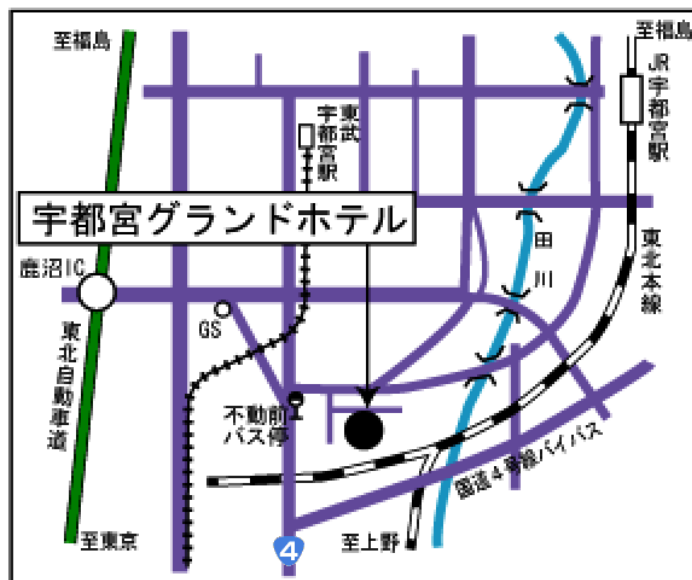 至福島
至福島
JR宇都宮駅
東武
宇都宮駅
宇都宮グランドホテル
田川
東北本線
鹿沼IC
GS
東北自動車道
不動前
バス停
国道4号線バイパス
至東京
4
至上野